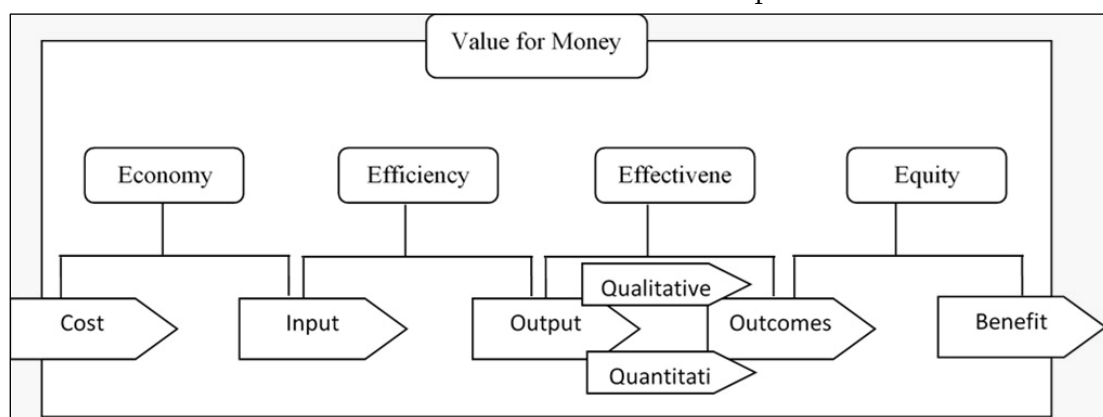 Value for Money
Economy
Efficiency
Effectivene
Equity
Qualitative
Cost
Input
Output
Outcomes
Benefit
Quantitati